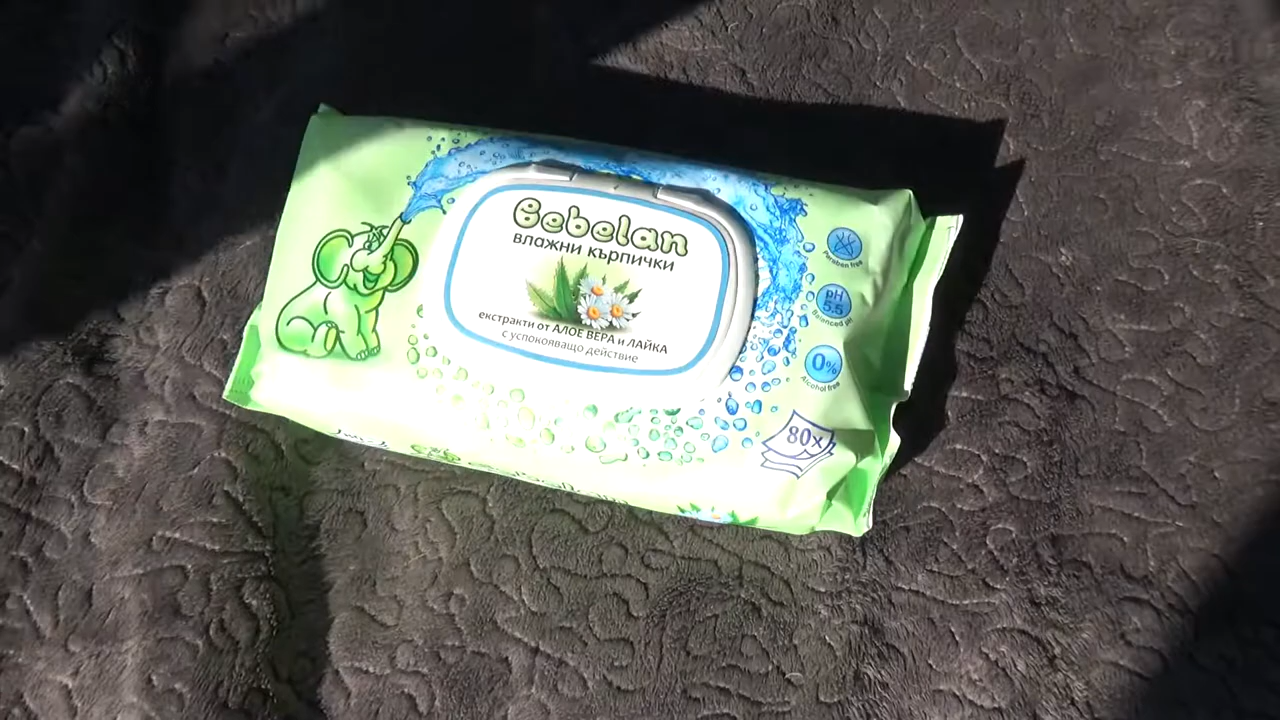 Bebelan
влажни кърпички
екстракти от АЛОЕ ВЕРА и ЛАЙКА
с успокояващо действие
Paraben free
pH
5.5
Balanced pH
0%
Alcohol free
80x